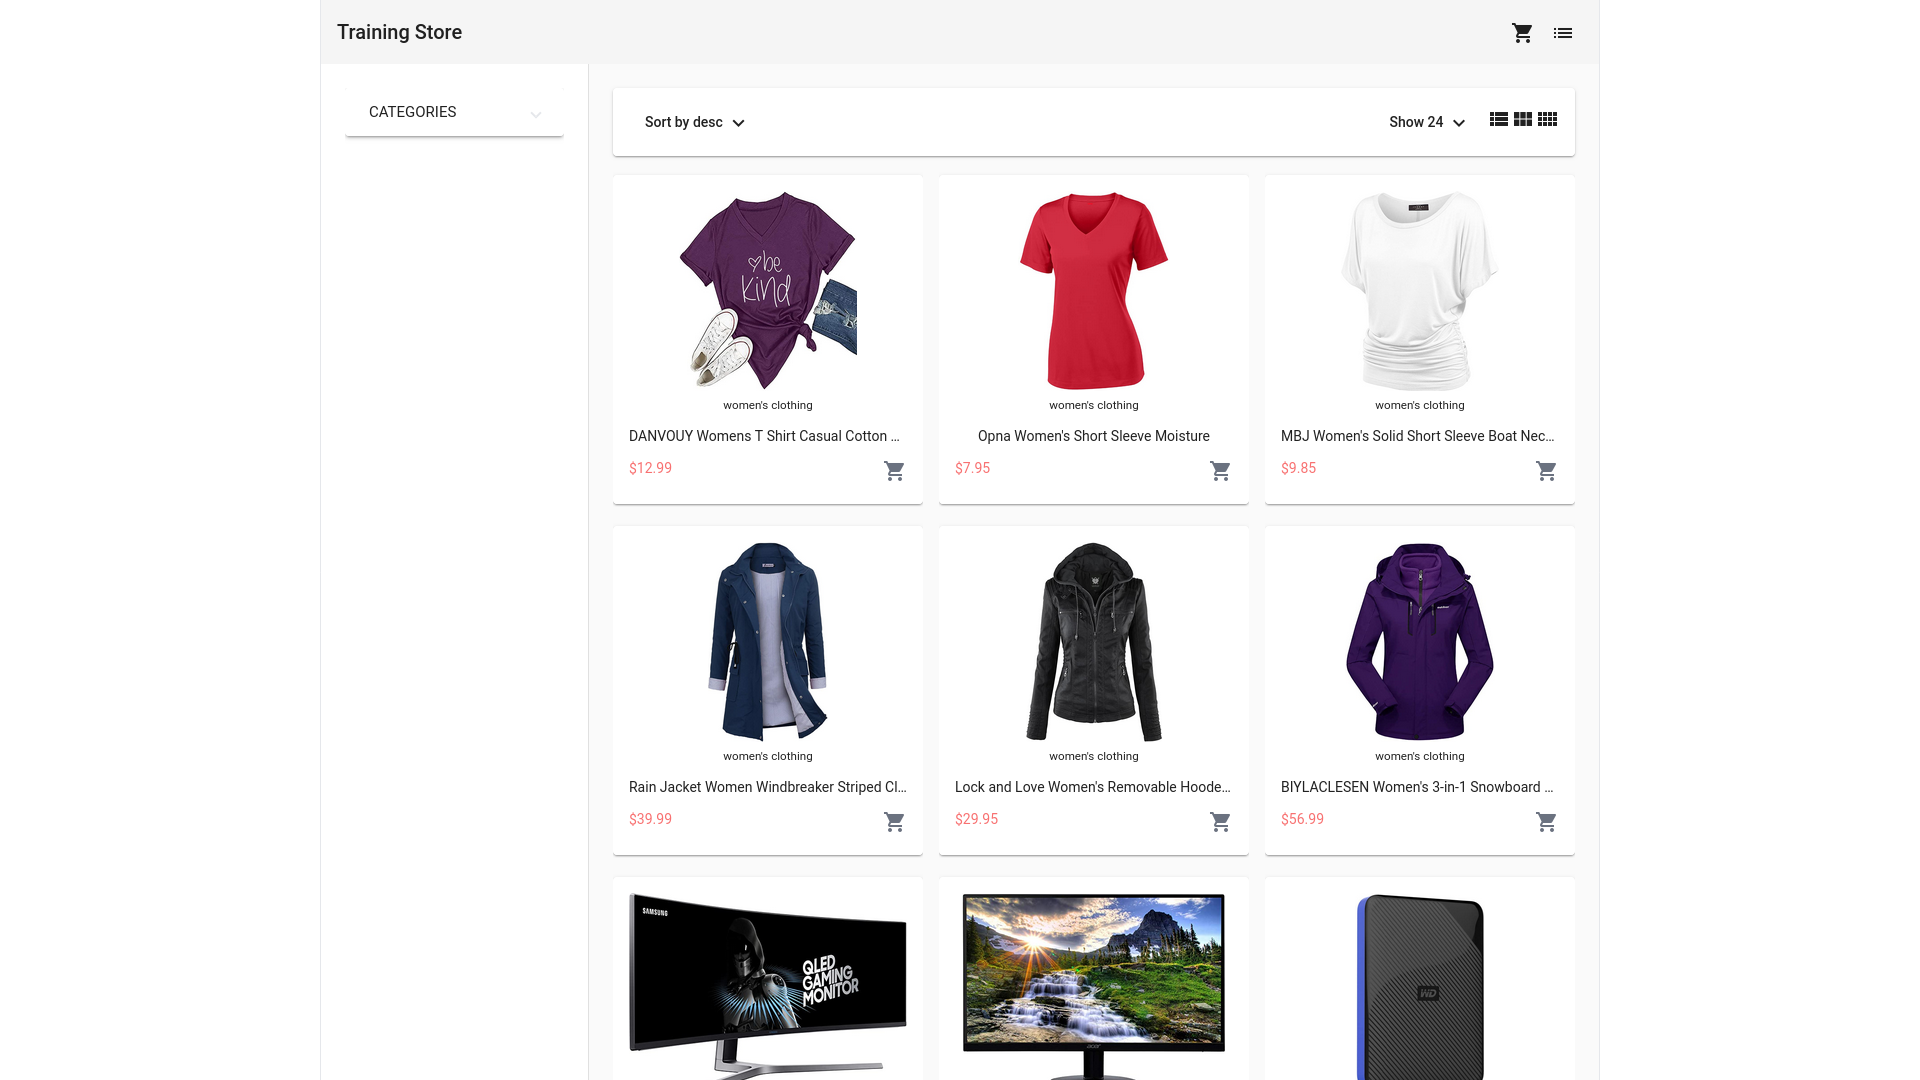 Training Store
CATEGORIES
Sort by desc
Show 24
be
kind
women's clothing
women's clothing
women's clothing
DANVOUY Womens T Shirt Casual Cotton ...
Opna Women's Short Sleeve Moisture
MBJ Women's Solid Short Sleeve Boat Nec...
$12.99
$7.95
$9.85
women's clothing
women's clothing
women's clothing
Rain Jacket Women Windbreaker Striped Cl...
Lock and Love Women's Removable Hoode...
BIYLACLESEN Women's 3-in-1 Snowboard ...
$39.99
$29.95
$56.99
SAMSUNG
QLED
GAMING
MONITOR
acer
WD